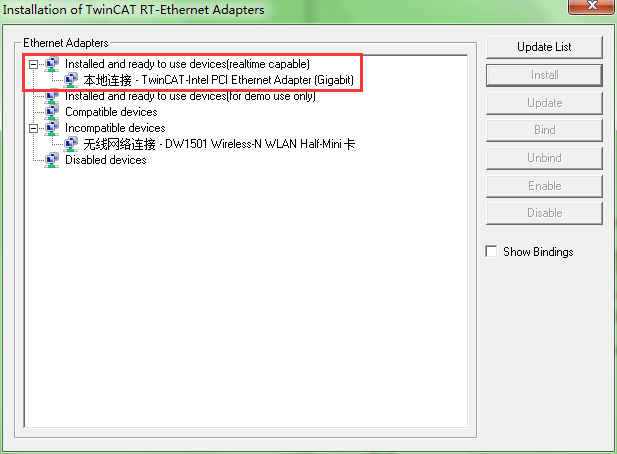 Installation of TwinCAT RT-Ethernet Adapters
Ethernet Adapters
Installed and ready to use devices(realtime capable)
本地连接 - TwinCAT-Intel PCI Ethernet Adapter (Gigabit)
Installed and ready to use devices(for demo use only)
Compatible devices
Incompatible devices
无线网络连接 - DW1501 Wireless-N WLAN Half-Mini 卡
Disabled devices
Update List
Install
Update
Bind
Unbind
Enable
Disable
Show Bindings